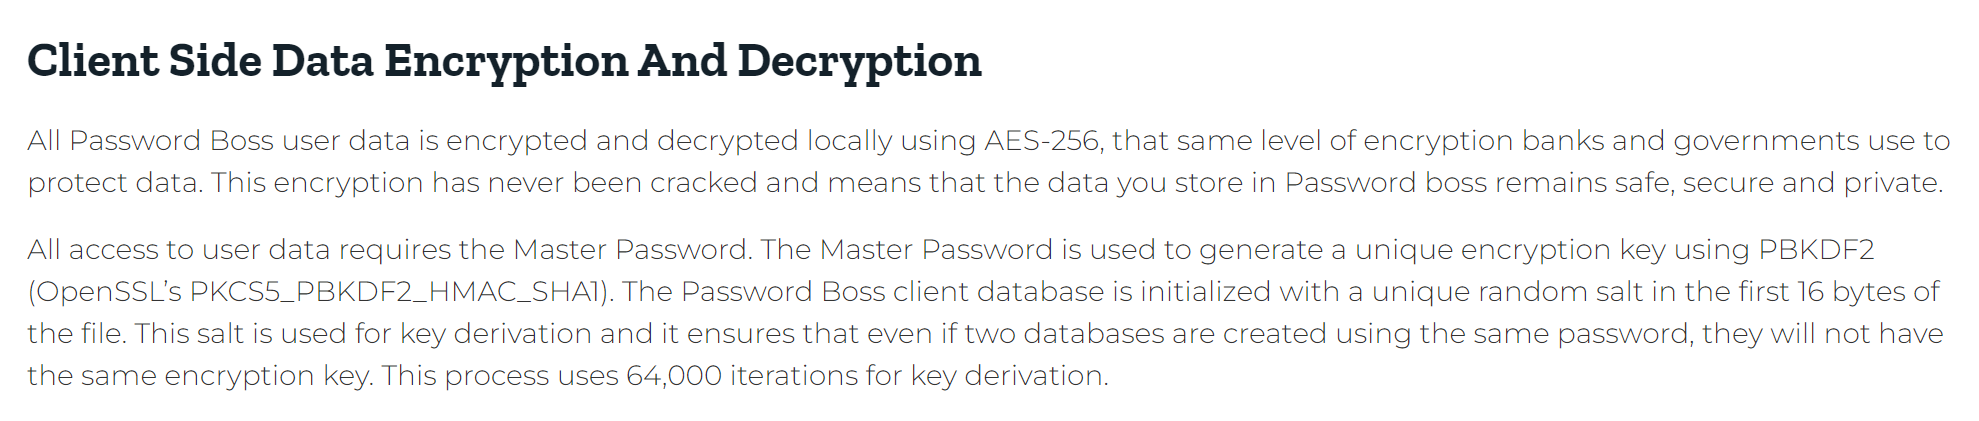 Client Side Data Encryption And Decryption
All Password Boss user data is encrypted and decrypted locally using AES-256, that same level of encryption banks and governments use to
protect data. This encryption has never been cracked and means that the data you store in Password boss remains safe, secure and private.
All access to user data requires the Master Password. The Master Password is used to generate a unique encryption key using PBKDF2
(OpenSSL’s PKCS5_PBKDF2_HMAC_SHA1). The Password Boss client database is initialized with a unique random salt in the first 16 bytes of
the file. This salt is used for key derivation and it ensures that even if two databases are created using the same password, they will not have
the same encryption key. This process uses 64,000 iterations for key derivation.